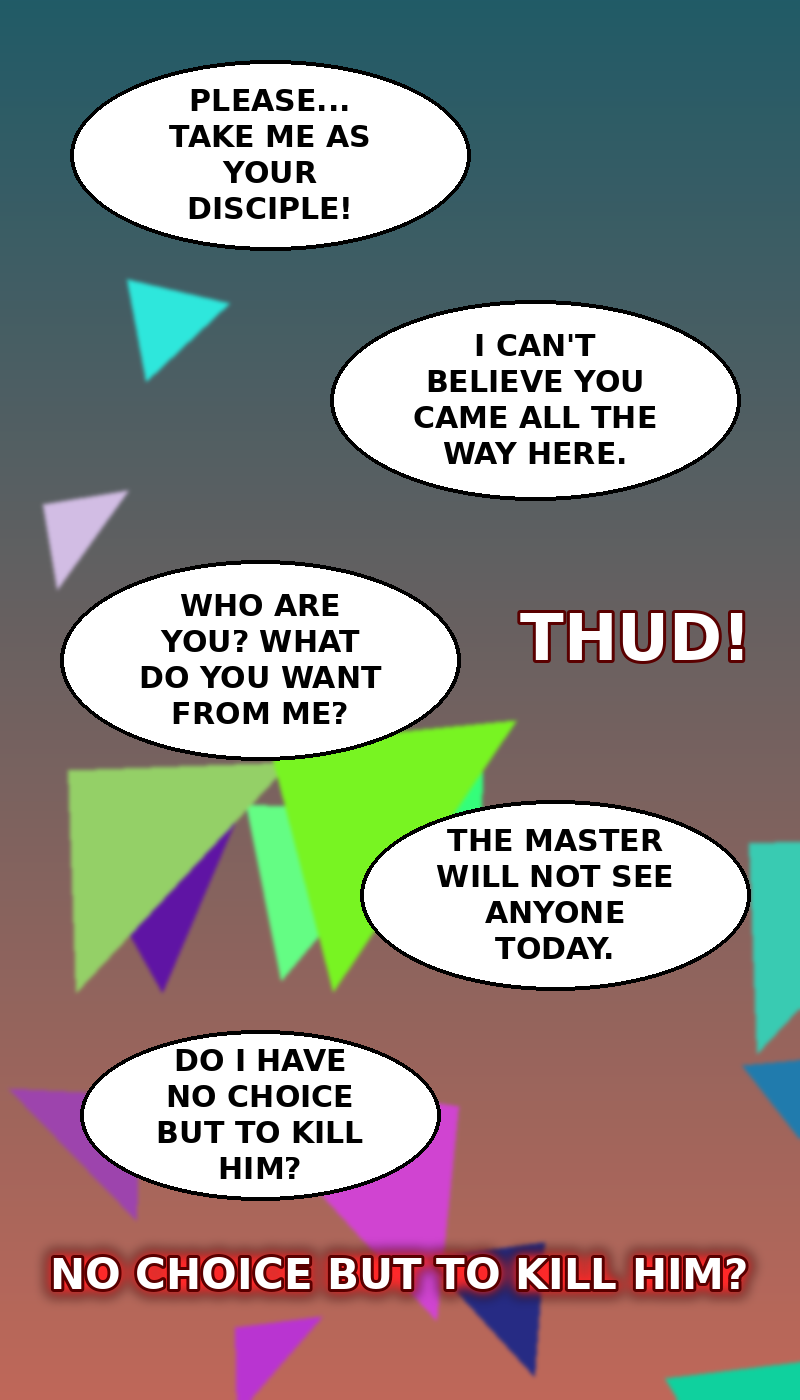 PLEASE...
TAKE ME AS
YOUR
DISCIPLE!
I CAN'T
BELIEVE YOU
CAME ALL THE
WAY HERE.
WHO ARE
YOU? WHAT
DO YOU WANT
FROM ME?
THUD!
THE MASTER
WILL NOT SEE
ANYONE
TODAY.
DO I HAVE
NO CHOICE
BUT TO KILL
HIM?
NO CHOICE BUT TO KILL HIM?